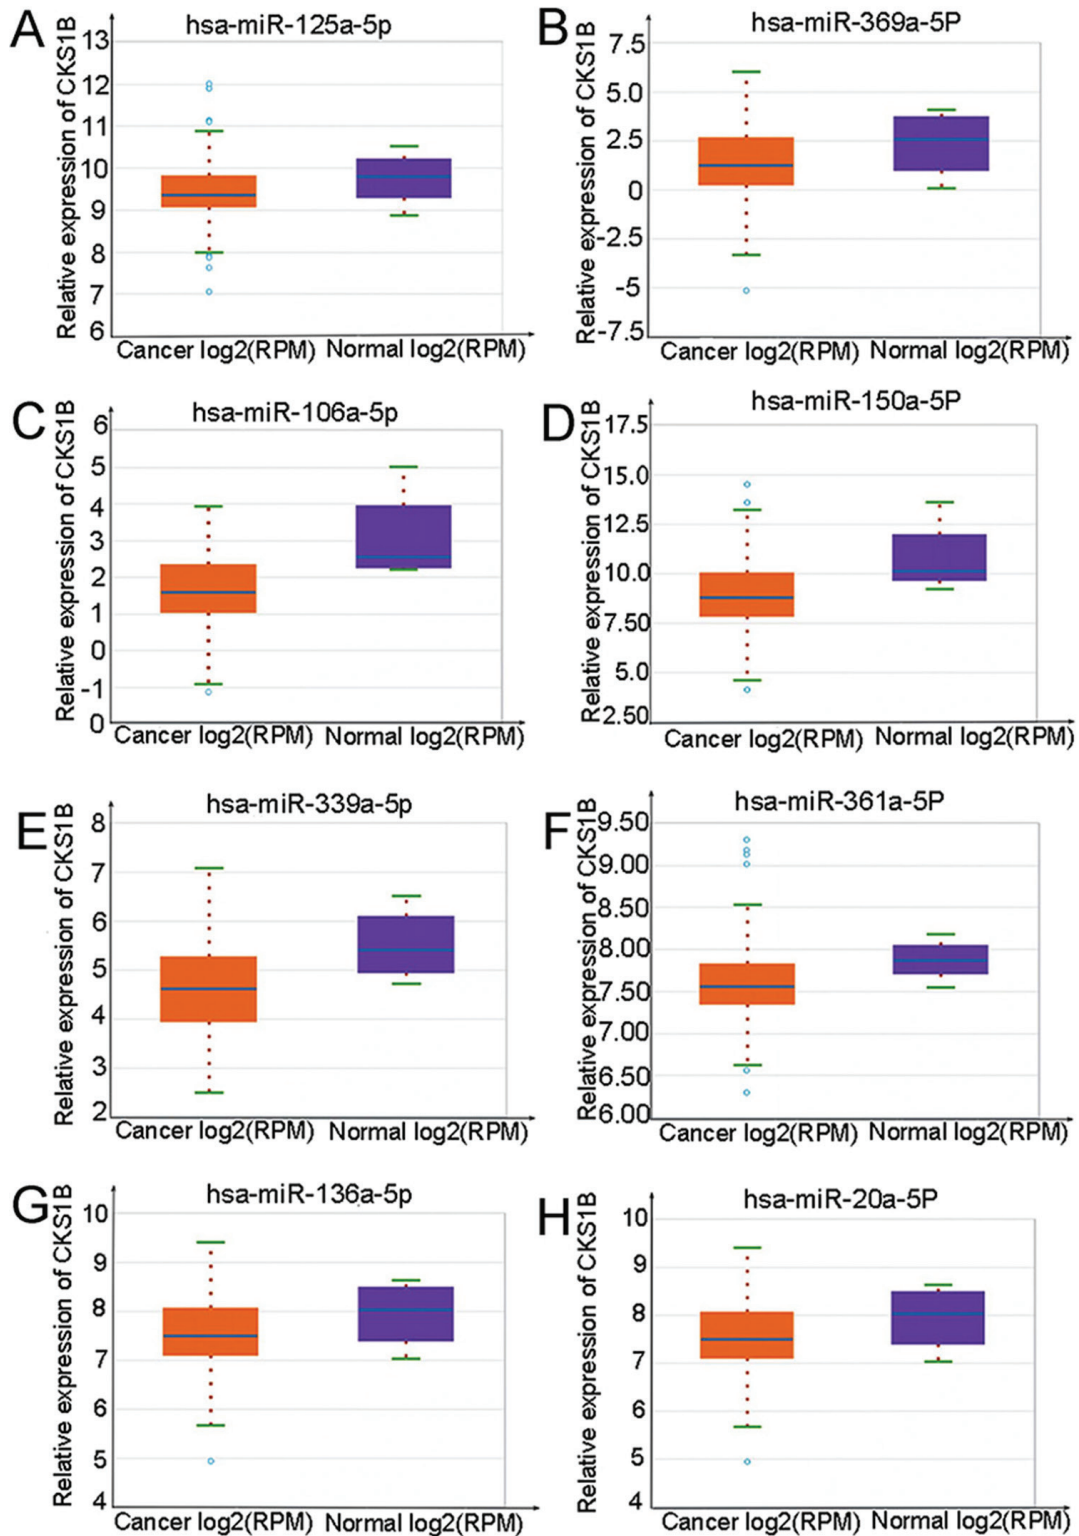 A
hsa-miR-125a-5p
Relative expression of CKS1B
13
12
11
10
9
8
7
6
Cancer log2(RPM) Normal log2(RPM)
B
hsa-miR-369a-5P
Relative expression of CKS1B
7.5
5.0
2.5
0
-2.5
-5
-7.5
Cancer log2(RPM) Normal log2(RPM)
C
hsa-miR-106a-5p
Relative expression of CKS1B
6
5
4
3
2
1
0
-1
0
Cancer log2(RPM) Normal log2(RPM)
D
hsa-miR-150a-5P
Relative expression of CKS1B
17.5
15.0
12.5
10.0
7.50
5.0
2.50
Cancer log2(RPM) Normal log2(RPM)
E
hsa-miR-339a-5p
Relative expression of CKS1B
8
7
6
5
4
3
2
Cancer log2(RPM) Normal log2(RPM)
F
hsa-miR-361a-5P
Relative expression of CKS1B
9.50
9.00
8.50
8.00
7.50
7.00
6.50
6.00
Cancer log2(RPM) Normal log2(RPM)
G
hsa-miR-136a-5p
Relative expression of CKS1B
10
9
8
7
6
5
4
Cancer log2(RPM) Normal log2(RPM)
H
hsa-miR-20a-5P
Relative expression of CKS1B
10
9
8
7
6
5
4
Cancer log2(RPM) Normal log2(RPM)